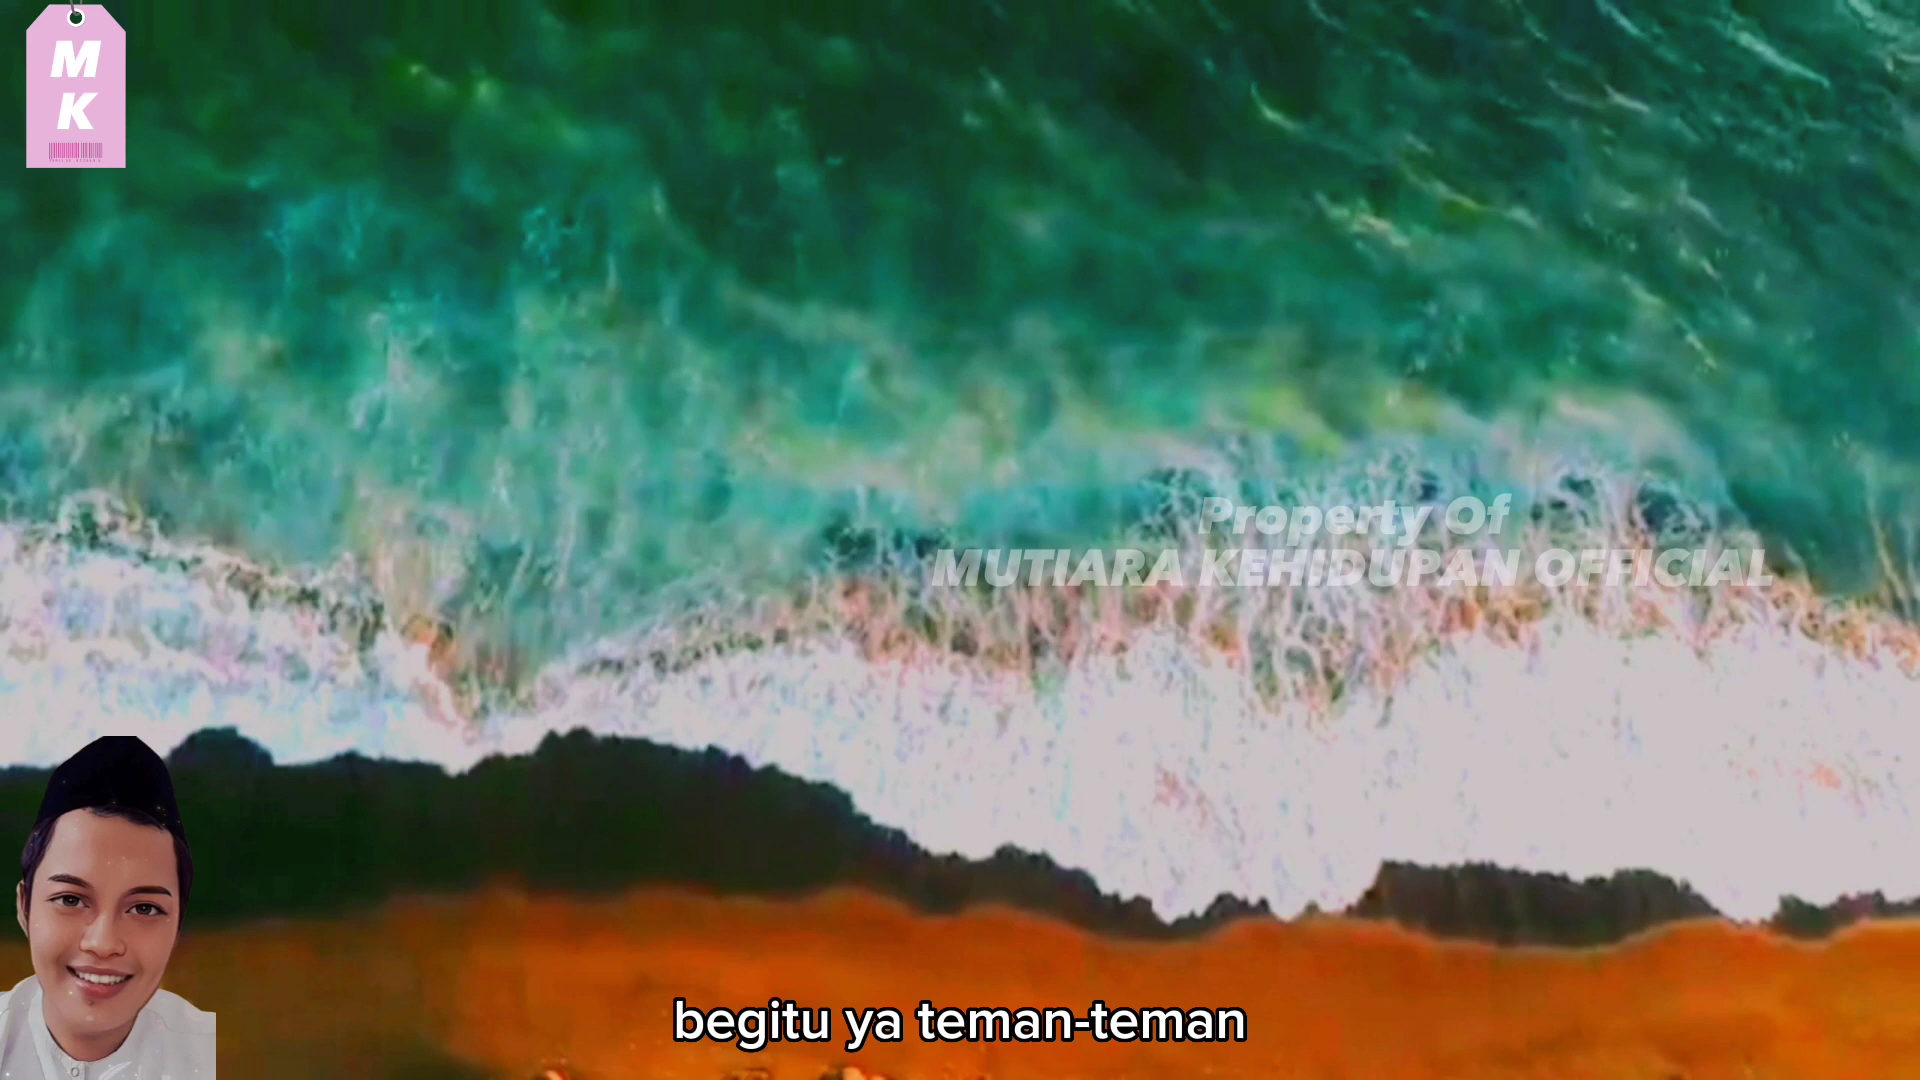 M
K
Property Of
MUTIARA KEHIDUPAN OFFICIAL
begitu ya teman-teman